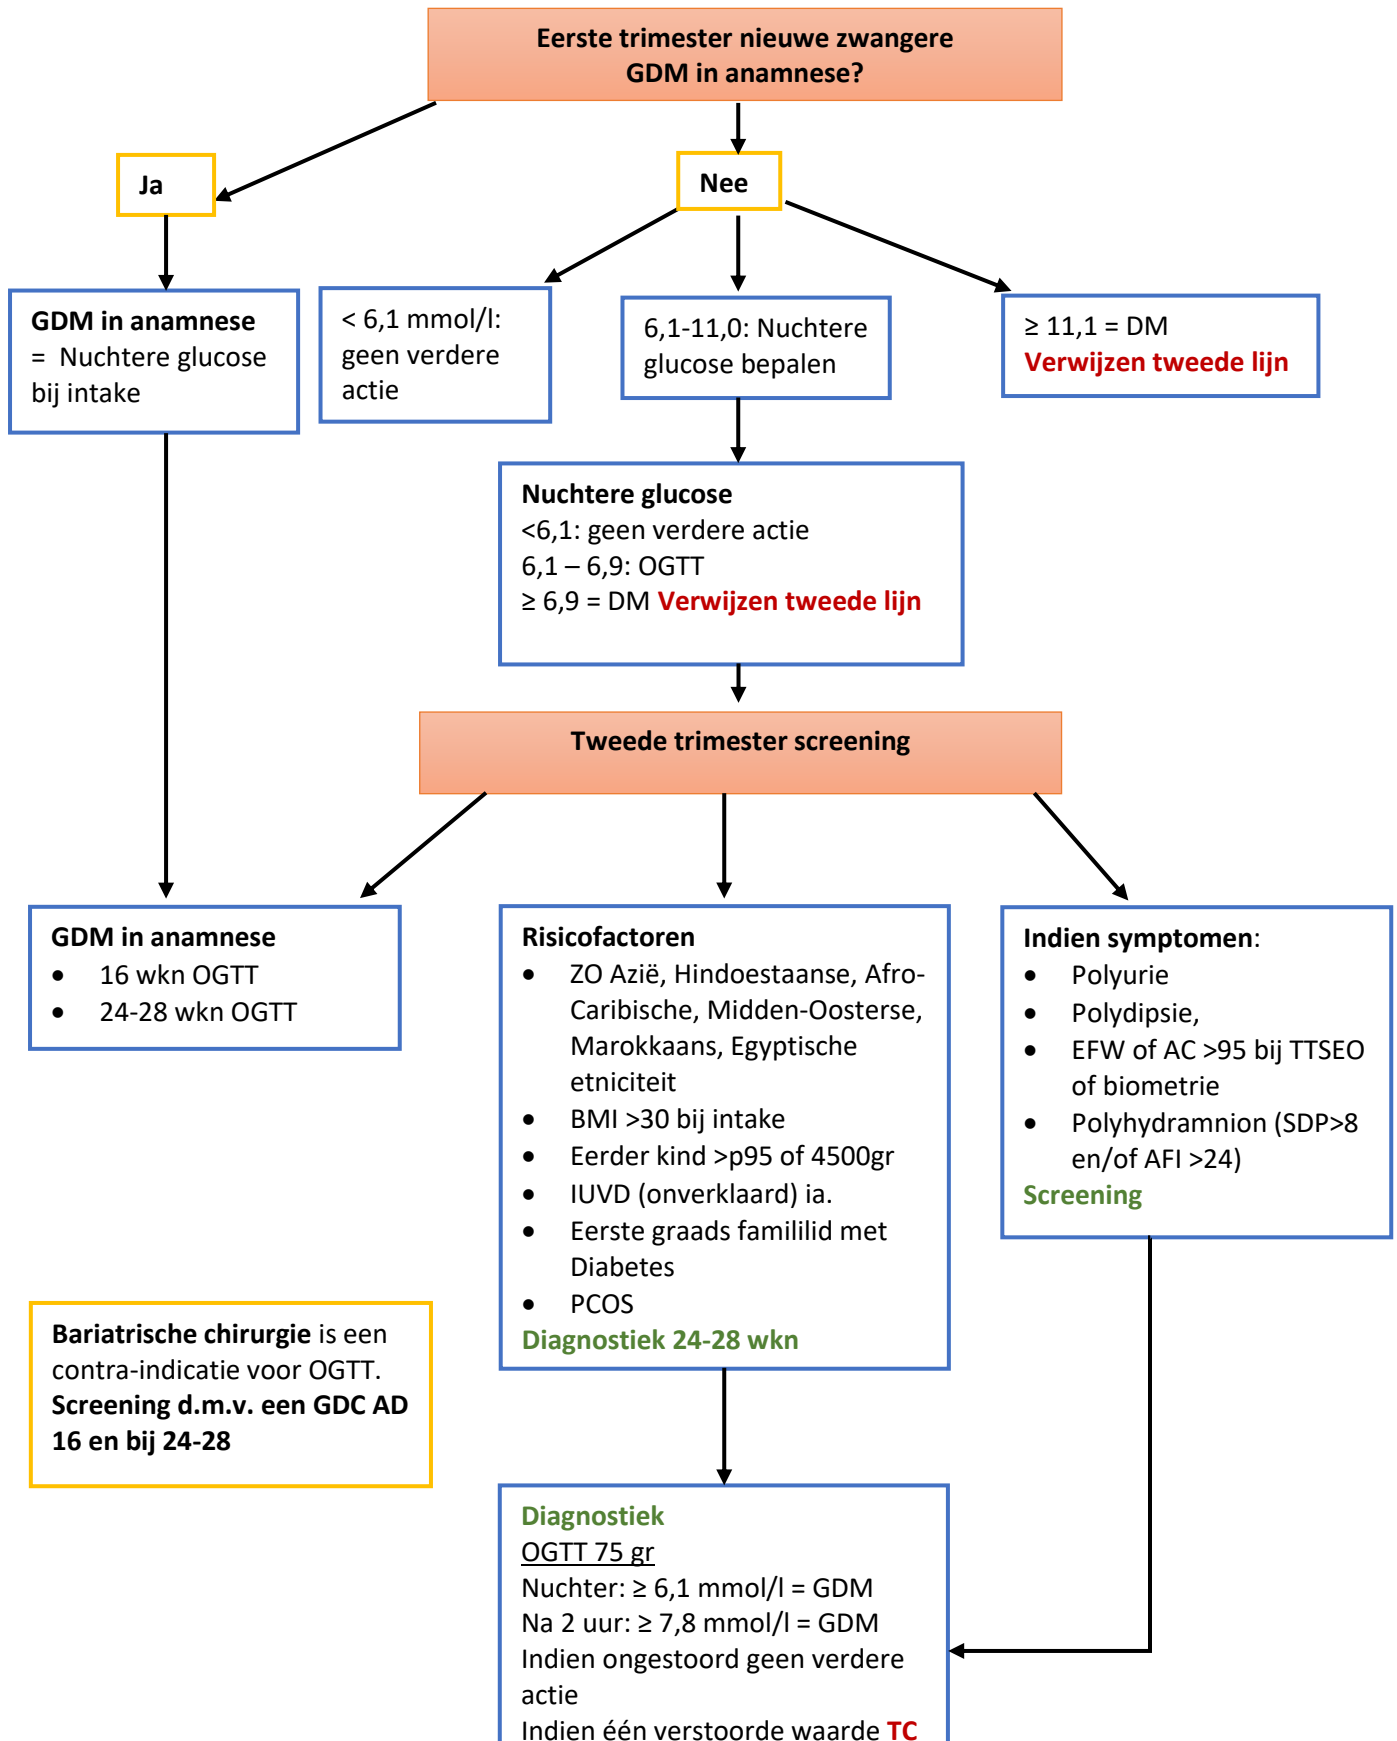 Eerste trimester nieuwe zwangere
GDM in anamnese?
Ja
Nee
GDM in anamnese
= Nuchtere glucose
bij intake
< 6,1 mmol/l:
geen verdere
actie
6,1-11,0: Nuchtere
glucose bepalen
≥ 11,1 = DM
Verwijzen tweede lijn
Nuchtere glucose
<6,1: geen verdere actie
6,1 – 6,9: OGTT
≥ 6,9 = DM Verwijzen tweede lijn
Tweede trimester screening
GDM in anamnese
• 16 wkn OGTT
• 24-28 wkn OGTT
Risicofactoren
• ZO Azië, Hindoestaanse, Afro-
Caribische, Midden-Oosterse,
Marokkaans, Egyptische
etniciteit
• BMI >30 bij intake
• Eerder kind >p95 of 4500gr
• IUVD (onverklaard) ia.
• Eerste graads famililid met
Diabetes
• PCOS
Diagnostiek 24-28 wkn
Indien symptomen:
• Polyurie
• Polydipsie,
• EFW of AC >95 bij TTSEO
of biometrie
• Polyhydramnion (SDP>8
en/of AFI >24)
Screening
Bariatrische chirurgie is een
contra-indicatie voor OGTT.
Screening d.m.v. een GDC AD
16 en bij 24-28
Diagnostiek
OGTT 75 gr
Nuchter: ≥ 6,1 mmol/l = GDM
Na 2 uur: ≥ 7,8 mmol/l = GDM
Indien ongestoord geen verdere
actie
Indien één verstoorde waarde TC